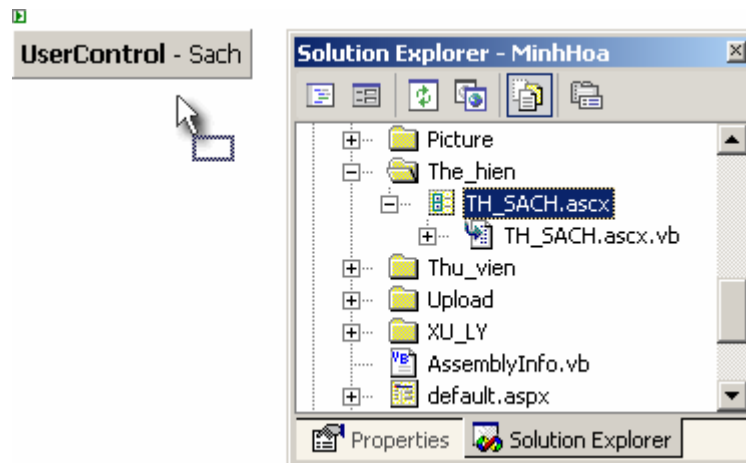 UserControl - Sach
Solution Explorer - MinhHoa
Picture
The_hien
TH_SACH.ascx
TH_SACH.ascx.vb
Thu_vien
Upload
XU_LY
AssemblyInfo.vb
default.aspx
Properties
Solution Explorer